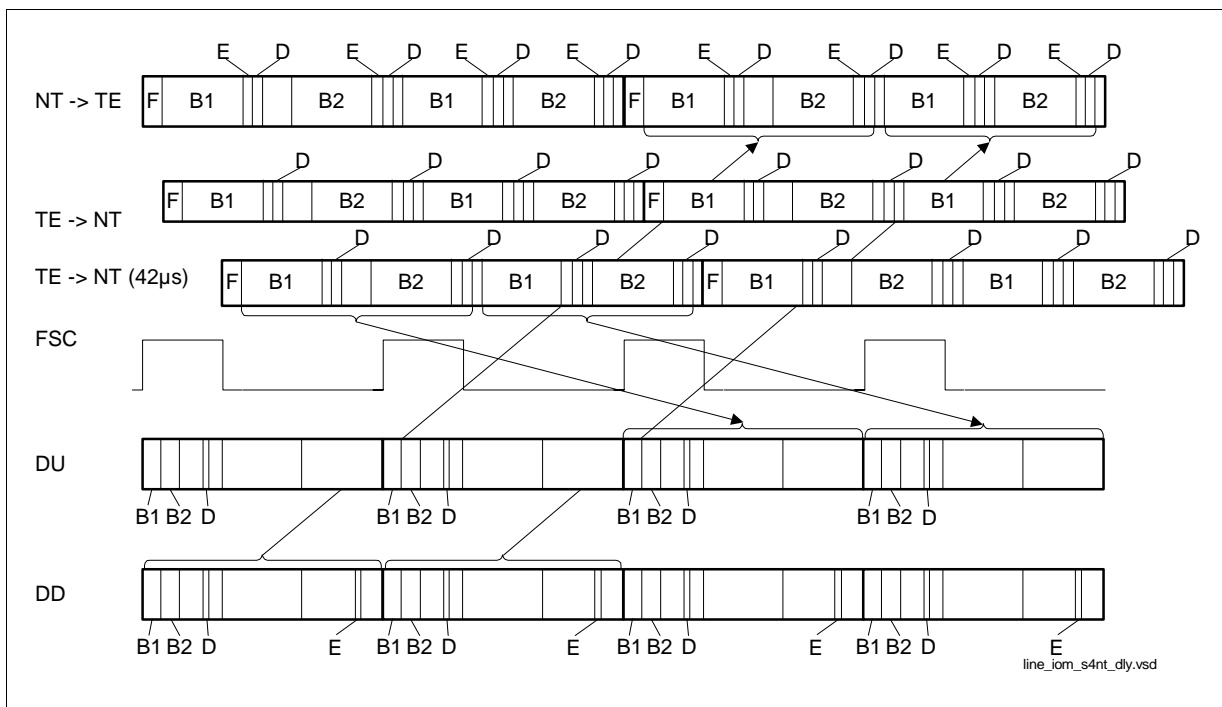 E D E D E D E D E D E D E D E D
NT -> TE F B1 B2 B1 B2 F B1 B2 B1 B2
D D D D D D D D
F B1 B2 B1 B2 F B1 B2 B1 B2
TE -> NT
D D D D D D D D
TE -> NT (42µs) F B1 B2 B1 B2 F B1 B2 B1 B2
FSC
DU
B1 B2 D B1 B2 D B1 B2 D B1 B2 D
DD
B1 B2 D E B1 B2 D E B1 B2 D E B1 B2 D E
line_iom_s4nt_dly.vsd